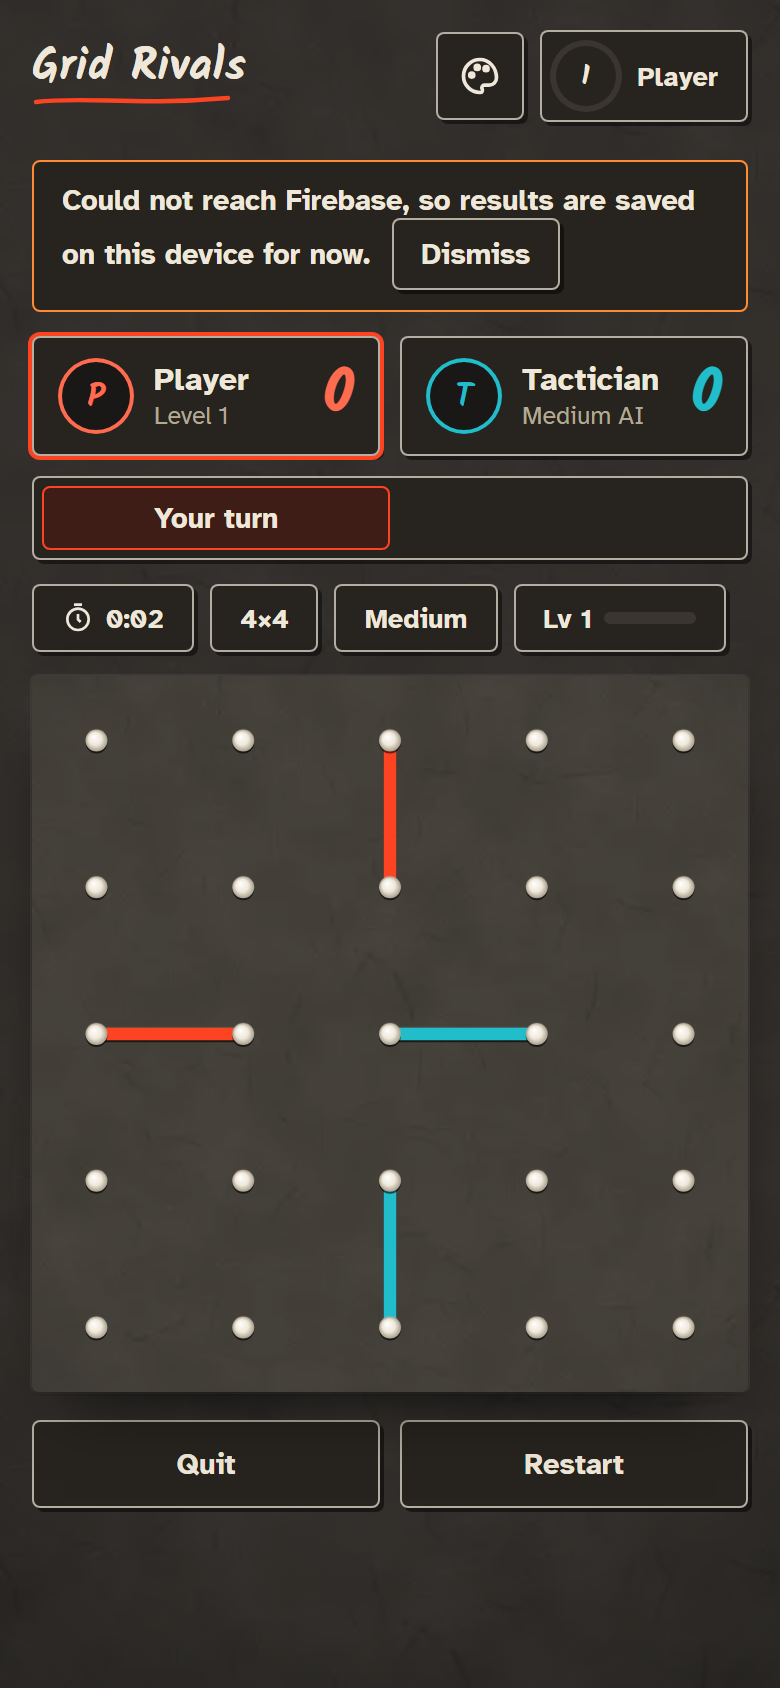 Grid Rivals
1
Player
Could not reach Firebase, so results are saved
on this device for now.
Dismiss
P
Player
Level 1
0
T
Tactician
Medium AI
0
Your turn
0:02
4×4
Medium
Lv 1
Quit
Restart